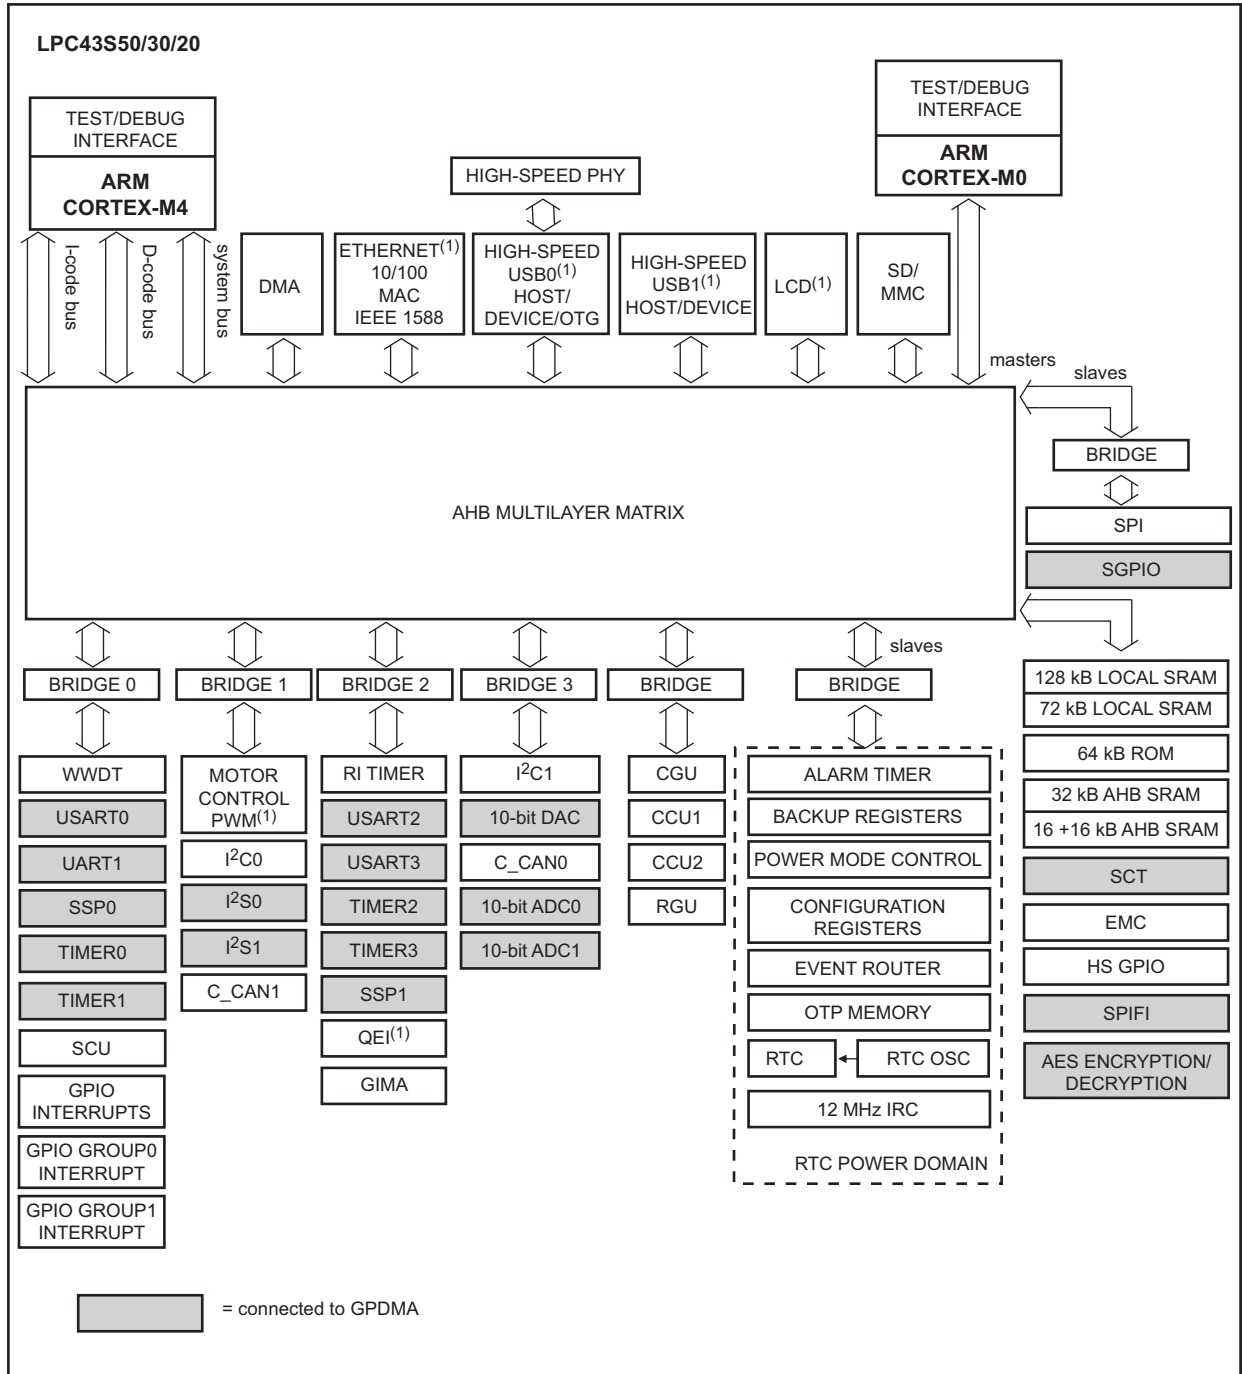 LPC43S50/30/20
TEST/DEBUG
INTERFACE
ARM
CORTEX-M4
TEST/DEBUG
INTERFACE
ARM
CORTEX-M0
HIGH-SPEED PHY
I-code bus
D-code bus
system bus
DMA
ETHERNET(1)
10/100
MAC
IEEE 1588
HIGH-SPEED
USB0(1)
HOST/
DEVICE/OTG
HIGH-SPEED
USB1(1)
HOST/DEVICE
LCD(1)
SD/
MMC
masters
slaves
BRIDGE
SPI
SGPIO
AHB MULTILAYER MATRIX
slaves
BRIDGE 0
BRIDGE 1
BRIDGE 2
BRIDGE 3
BRIDGE
BRIDGE
WWDT
USART0
UART1
SSP0
TIMER0
TIMER1
SCU
GPIO
INTERRUPTS
GPIO GROUP0
INTERRUPT
GPIO GROUP1
INTERRUPT
MOTOR
CONTROL
PWM(1)
I2C0
I2S0
I2S1
C_CAN1
RI TIMER
USART2
USART3
TIMER2
TIMER3
SSP1
QEI(1)
GIMA
I2C1
10-bit DAC
C_CAN0
10-bit ADC0
10-bit ADC1
CGU
CCU1
CCU2
RGU
ALARM TIMER
BACKUP REGISTERS
POWER MODE CONTROL
CONFIGURATION
REGISTERS
EVENT ROUTER
OTP MEMORY
RTC
RTC OSC
12 MHz IRC
RTC POWER DOMAIN
128 kB LOCAL SRAM
72 kB LOCAL SRAM
64 kB ROM
32 kB AHB SRAM
16 +16 kB AHB SRAM
SCT
EMC
HS GPIO
SPIFI
AES ENCRYPTION/
DECRYPTION
= connected to GPDMA